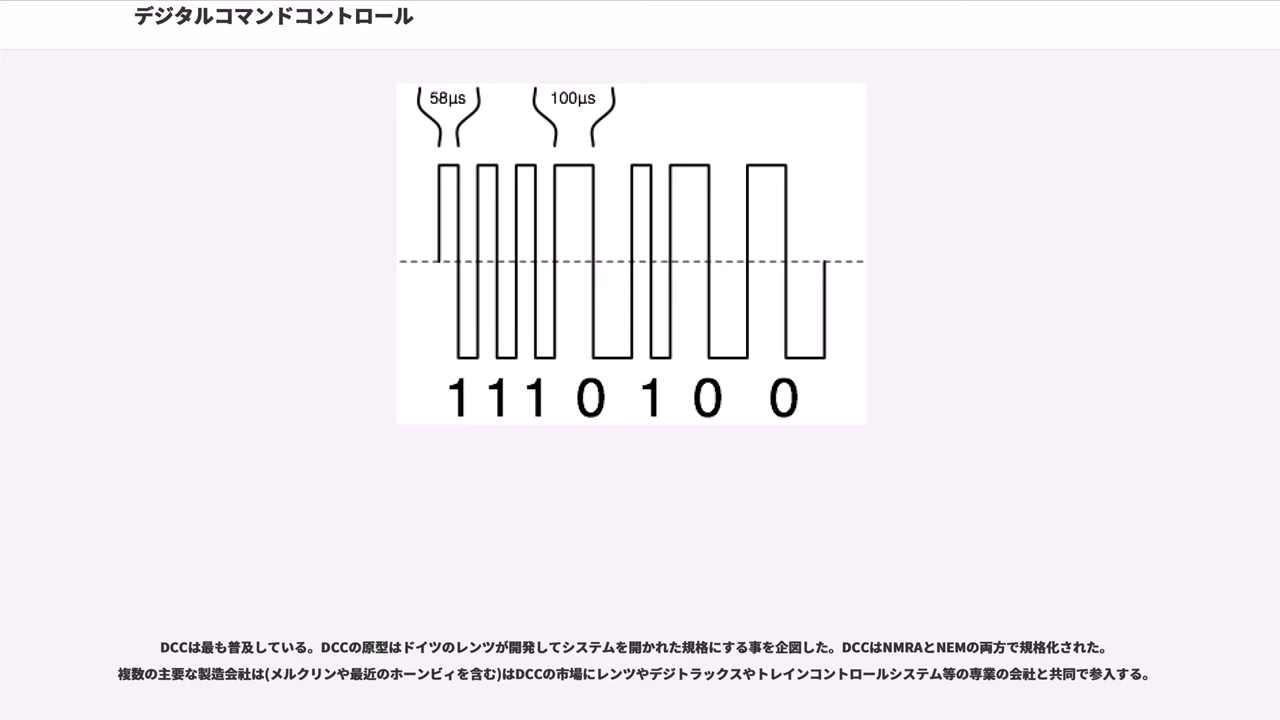 デジタルコマンドコントロール
58µs 100µs
1 1 1 0 1 0 0
DCCは最も普及している。DCCの原型はドイツのレンツが開発してシステムを開かれた規格にする事を企図した。DCCはNMRAとNEMの両方で規格化された。
複数の主要な製造会社は(メルクリンや最近のホーンビィを含む)はDCCの市場にレンツやデジトラックスやトレインコントロールシステム等の専業の会社と共同で参入する。